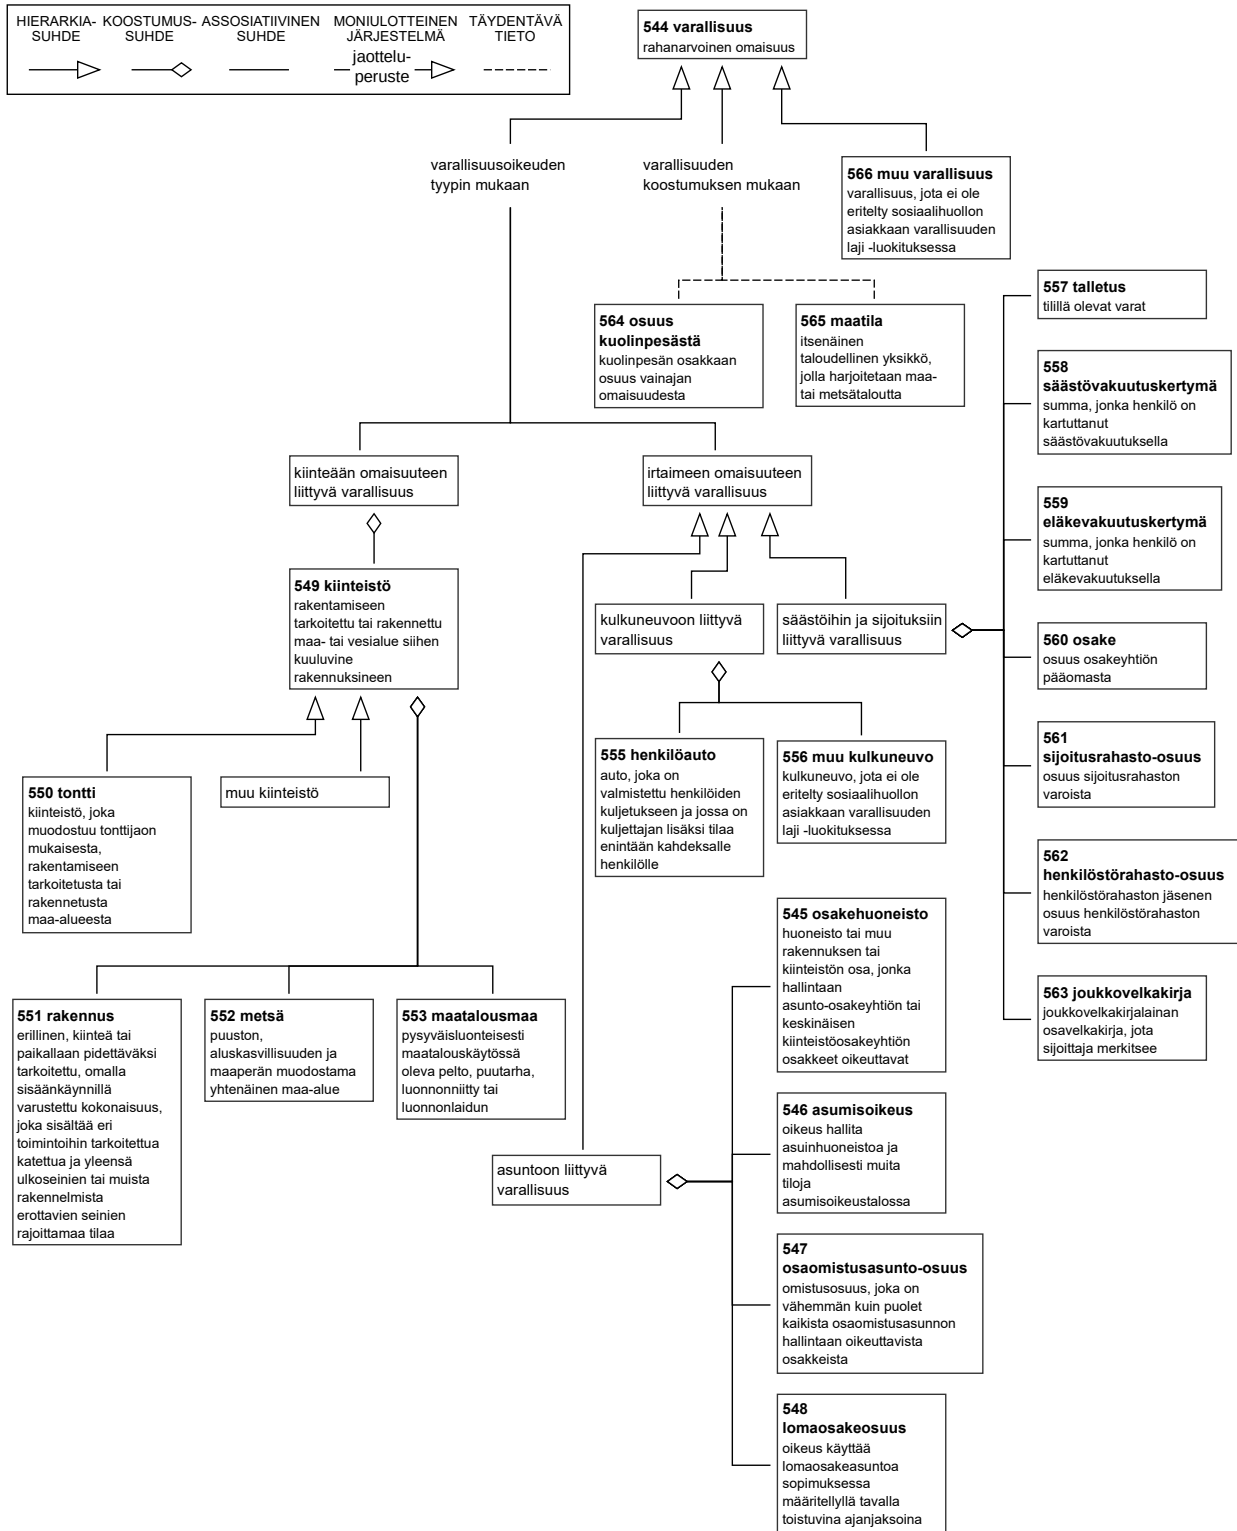 HIERARKIA-
SUHDE
KOOSTUMUS-
SUHDE
ASSOSIATIIVINEN
SUHDE
MONIULOTTEINEN
JÄRJESTELMÄ
TÄYDENTÄVÄ
TIETO
jaottelu-
peruste
544 varallisuus
rahanarvoinen omaisuus
varallisuusoikeuden
tyypin mukaan
varallisuuden
koostumuksen mukaan
566 muu varallisuus
varallisuus, jota ei ole
eritelty sosiaalihuollon
asiakkaan varallisuuden
laji -luokituksessa
564 osuus
kuolinpesästä
kuolinpesän osakkaan
osuus vainajan
omaisuudesta
565 maatila
itsenäinen
taloudellinen yksikkö,
jolla harjoitetaan maa-
tai metsätaloutta
557 talletus
tilillä olevat varat
558
säästövakuutuskertymä
summa, jonka henkilö on
kartuttanut
säästövakuutuksella
559
eläkevakuutuskertymä
summa, jonka henkilö on
kartuttanut
eläkevakuutuksella
560 osake
osuus osakeyhtiön
pääomasta
561
sijoitusrahasto-osuus
osuus sijoitusrahaston
varoista
562
henkilöstörahasto-osuus
henkilöstörahaston jäsenen
osuus henkilöstörahaston
varoista
563 joukkovelkakirja
joukkovelkakirjalainan
osavelkakirja, jota
sijoittaja merkitsee
kiinteään omaisuuteen
liittyvä varallisuus
irtaimeen omaisuuteen
liittyvä varallisuus
549 kiinteistö
rakentamiseen
tarkoitettu tai rakennettu
maa- tai vesialue siihen
kuuluvine
rakennuksineen
kulkuneuvoon liittyvä
varallisuus
säästöihin ja sijoituksiin
liittyvä varallisuus
550 tontti
kiinteistö, joka
muodostuu tonttijaon
mukaisesta,
rakentamiseen
tarkoitetusta tai
rakennetusta
maa-alueesta
muu kiinteistö
555 henkilöauto
auto, joka on
valmistettu henkilöiden
kuljetukseen ja jossa on
kuljettajan lisäksi tilaa
enintään kahdeksalle
henkilölle
556 muu kulkuneuvo
kulkuneuvo, jota ei ole
eritelty sosiaalihuollon
asiakkaan varallisuuden
laji -luokituksessa
551 rakennus
erillinen, kiinteä tai
paikallaan pidettäväksi
tarkoitettu, omalla
sisäänkäynnillä
varustettu kokonaisuus,
joka sisältää eri
toimintoihin tarkoitettua
katettua ja yleensä
ulkoseinien tai muista
rakennelmista
erottavien seinien
rajoittamaa tilaa
552 metsä
puuston,
aluskasvillisuuden ja
maaperän muodostama
yhtenäinen maa-alue
553 maatalousmaa
pysyväisluonteisesti
maatalouskäytössä
oleva pelto, puutarha,
luonnonniitty tai
luonnonlaidun
asuntoon liittyvä
varallisuus
545 osakehuoneisto
huoneisto tai muu
rakennuksen tai
kiinteistön osa, jonka
hallintaan
asunto-osakeyhtiön tai
keskinäisen
kiinteistöosakeyhtiön
osakkeet oikeuttavat
546 asumisoikeus
oikeus hallita
asuinhuoneistoa ja
mahdollisesti muita
tiloja
asumisoikeustalossa
547
osaomistusasunto-osuus
omistusosuus, joka on
vähemmän kuin puolet
kaikista osaomistusasunnon
hallintaan oikeuttavista
osakkeista
548
lomaosakeosuus
oikeus käyttää
lomaosakeasuntoa
sopimuksessa
määritellyllä tavalla
toistuvina ajanjaksoina